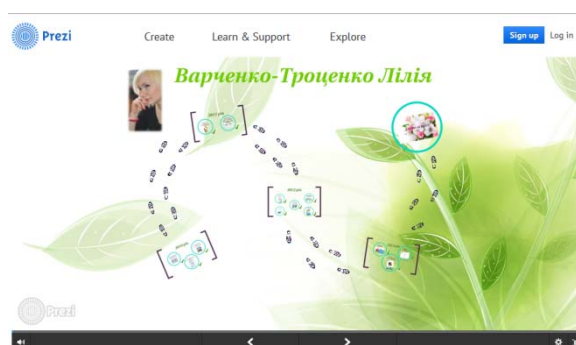 Prezi
Create
Learn & Support
Explore
Sign up
Log in
Варченко-Троценко Лілія
Prezi